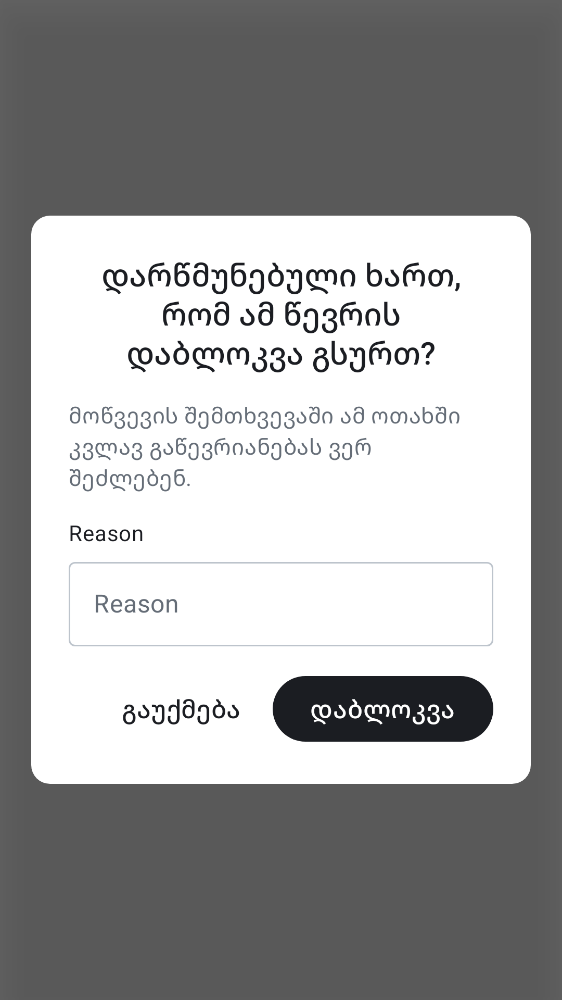 დარწმუნებული ხართ,
რომ ამ წევრის
დაბლოკვა გსურთ?
მოწვევის შემთხვევაში ამ ოთახში
კვლავ გაწევრიანებას ვერ
შეძლებენ.
Reason
Reason
გაუქმება
დაბლოკვა